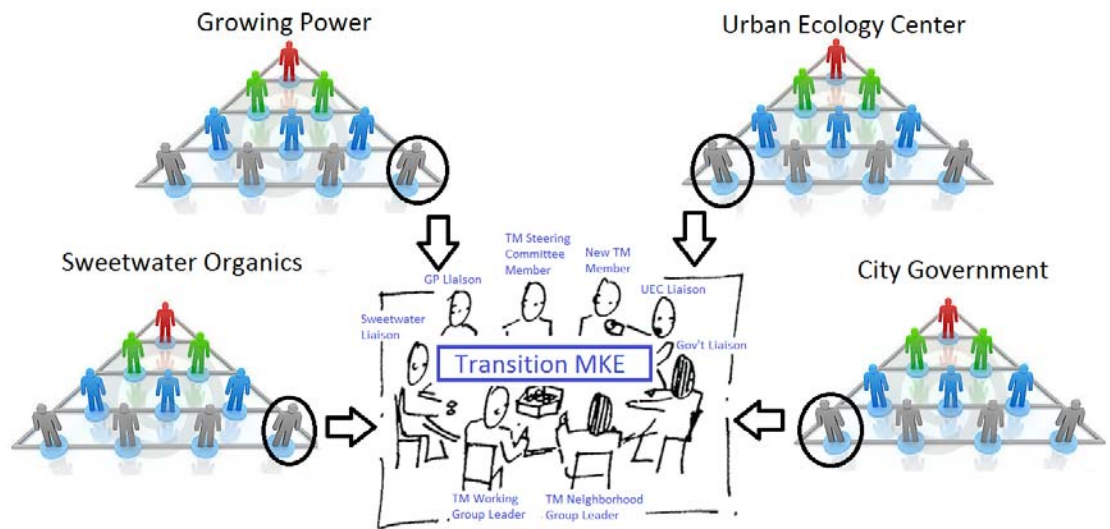 Growing Power
Urban Ecology Center
Sweetwater Organics
City Government
TM Steering
Committee
Member
New TM
Member
GP Liaison
UEC Liaison
Sweetwater
Liaison
Gov't Liaison
Transition MKE
TM Working
Group Leader
TM Neighborhood
Group Leader